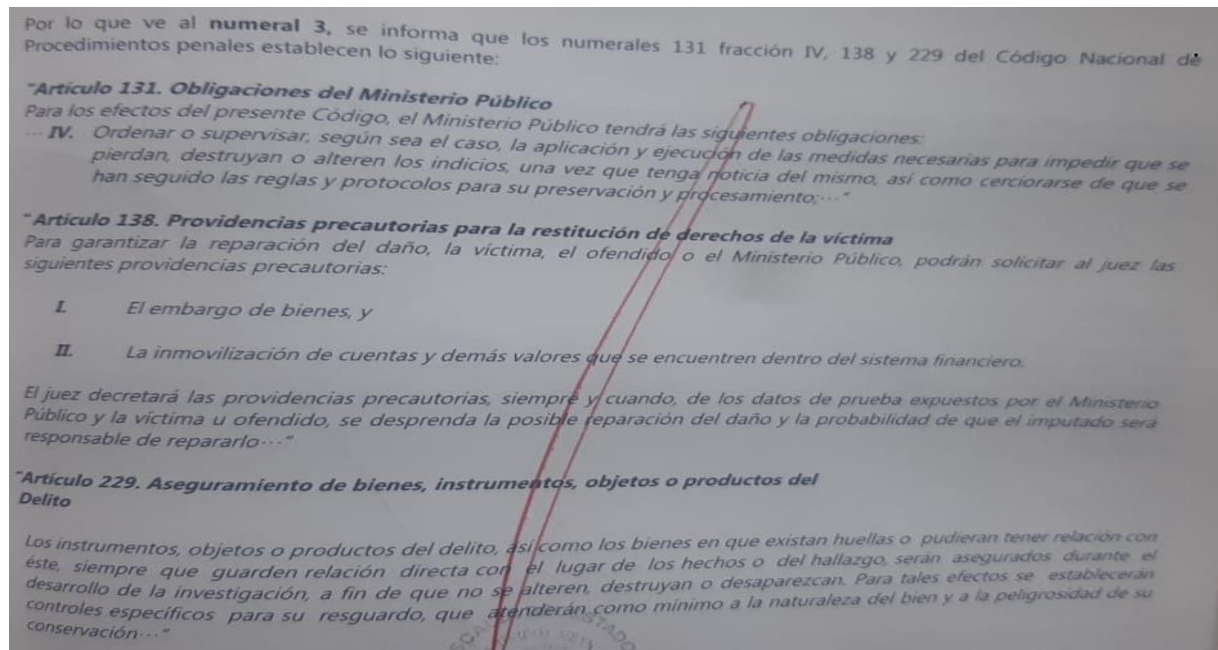 Por lo que ve al numeral 3, se informa que los numerales 131 fracción IV, 138 y 229 del Código Nacional de
Procedimientos penales establecen lo siguiente:
"Artículo 131. Obligaciones del Ministerio Público
Para los efectos del presente Código, el Ministerio Público tendrá las siguientes obligaciones:
... IV. Ordenar o supervisar, según sea el caso, la aplicación y ejecución de las medidas necesarias para impedir que se
pierdan, destruyan o alteren los indicios, una vez que tenga noticia del mismo, así como cerciorarse de que se
han seguido las reglas y protocolos para su preservación y procesamiento;..."
"Artículo 138. Providencias precautorias para la restitución de derechos de la víctima
Para garantizar la reparación del daño, la víctima, el ofendido o el Ministerio Público, podrán solicitar al juez las
siguientes providencias precautorias:
I. El embargo de bienes, y
II. La inmovilización de cuentas y demás valores que se encuentren dentro del sistema financiero.
El juez decretará las providencias precautorias, siempre y cuando, de los datos de prueba expuestos por el Ministerio
Público y la víctima u ofendido, se desprenda la posible reparación del daño y la probabilidad de que el imputado será
responsable de repararlo..."
"Artículo 229. Aseguramiento de bienes, instrumentos, objetos o productos del
Delito
Los instrumentos, objetos o productos del delito, así como los bienes en que existan huellas o pudieran tener relación con
éste, siempre que guarden relación directa con el lugar de los hechos o del hallazgo, serán asegurados durante el
desarrollo de la investigación, a fin de que no se alteren, destruyan o desaparezcan. Para tales efectos se establecerán
controles específicos para su resguardo, que atenderán como mínimo a la naturaleza del bien y a la peligrosidad de su
conservación..."